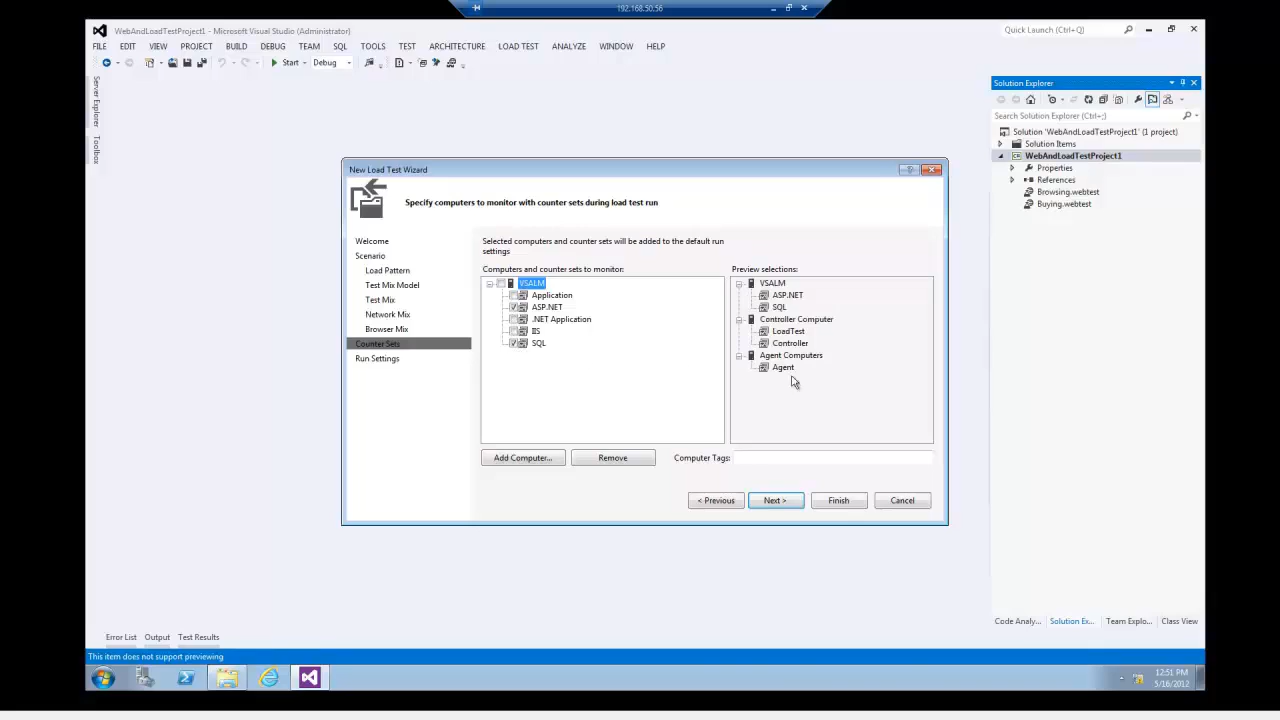 192.168.50.56
WebAndLoadTestProject1 - Microsoft Visual Studio (Administrator)
Quick Launch (Ctrl+Q)
FILE EDIT VIEW PROJECT BUILD DEBUG TEAM SQL TOOLS TEST ARCHITECTURE LOAD TEST ANALYZE WINDOW HELP
Start Debug
Server Explorer
Toolbox
Solution Explorer
Search Solution Explorer (Ctrl+;)
Solution 'WebAndLoadTestProject1' (1 project)
Solution Items
WebAndLoadTestProject1
Properties
References
Browsing.webtest
Buying.webtest
New Load Test Wizard
Specify computers to monitor with counter sets during load test run
Welcome
Scenario
Load Pattern
Test Mix Model
Test Mix
Network Mix
Browser Mix
Counter Sets
Run Settings
Selected computers and counter sets will be added to the default run
settings
Computers and counter sets to monitor:
VSALM
Application
ASP.NET
.NET Application
IIS
SQL
Preview selections:
VSALM
ASP.NET
SQL
Controller Computer
LoadTest
Controller
Agent Computers
Agent
Add Computer...
Remove
Computer Tags:
< Previous
Next >
Finish
Cancel
Code Analy... Solution Ex... Team Explo... Class View
Error List Output Test Results
This item does not support previewing
12:51 PM
5/16/2012